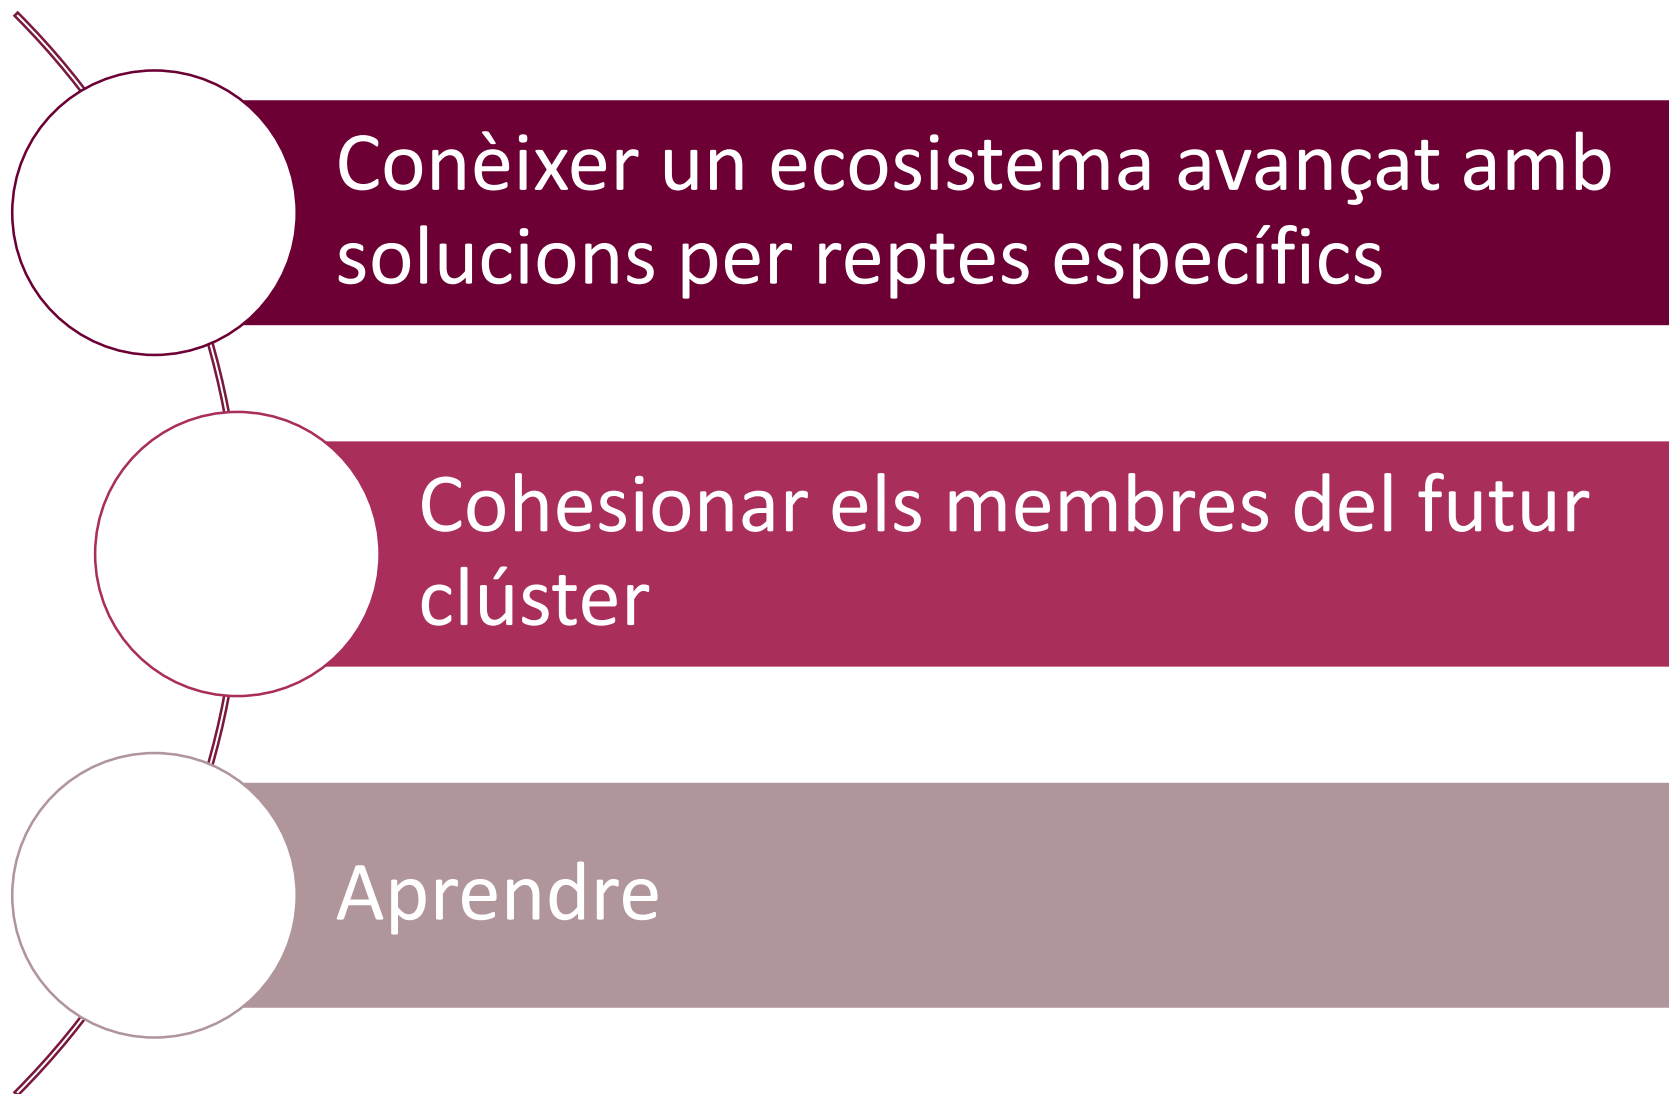 Conèixer un ecosistema avançat amb
solucions per reptes específics
Cohesionar els membres del futur
clúster
Aprendre